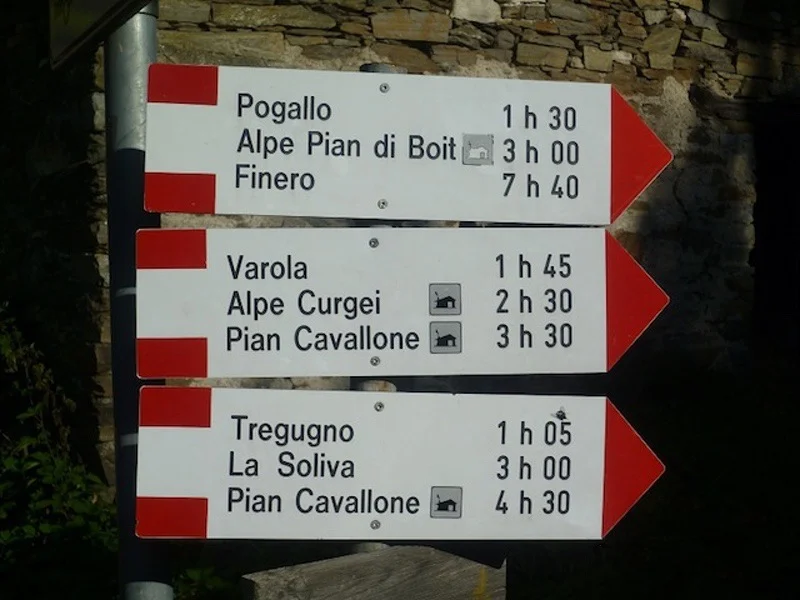 Pogallo 1 h 30
Alpe Pian di Boit 3 h 00
Finero 7 h 40
Varola 1 h 45
Alpe Curgei 2 h 30
Pian Cavallone 3 h 30
Tregugno 1 h 05
La Soliva 3 h 00
Pian Cavallone 4 h 30